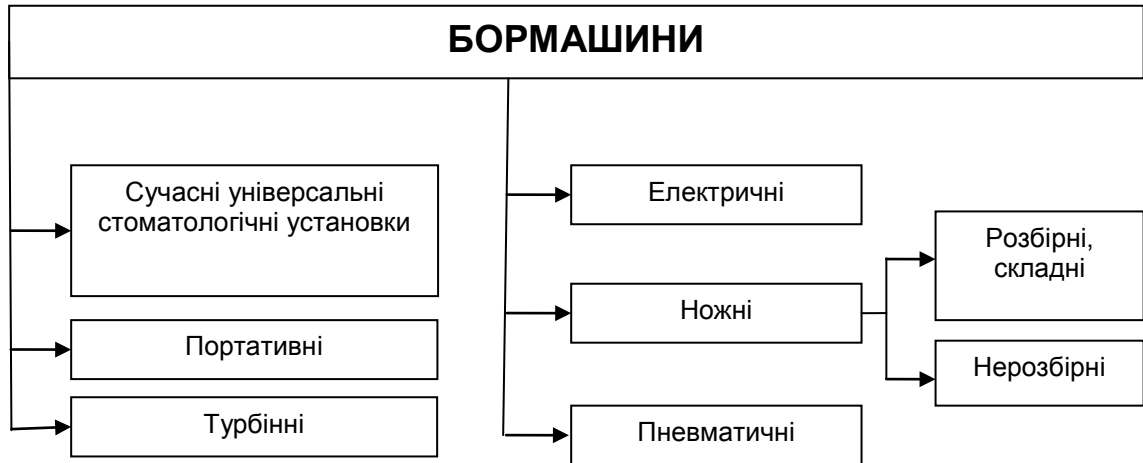 БОРМАШИНИ
Сучасні універсальні
стоматологічні установки
Портативні
Турбінні
Електричні
Ножні
Пневматичні
Розбірні,
складні
Нерозбірні